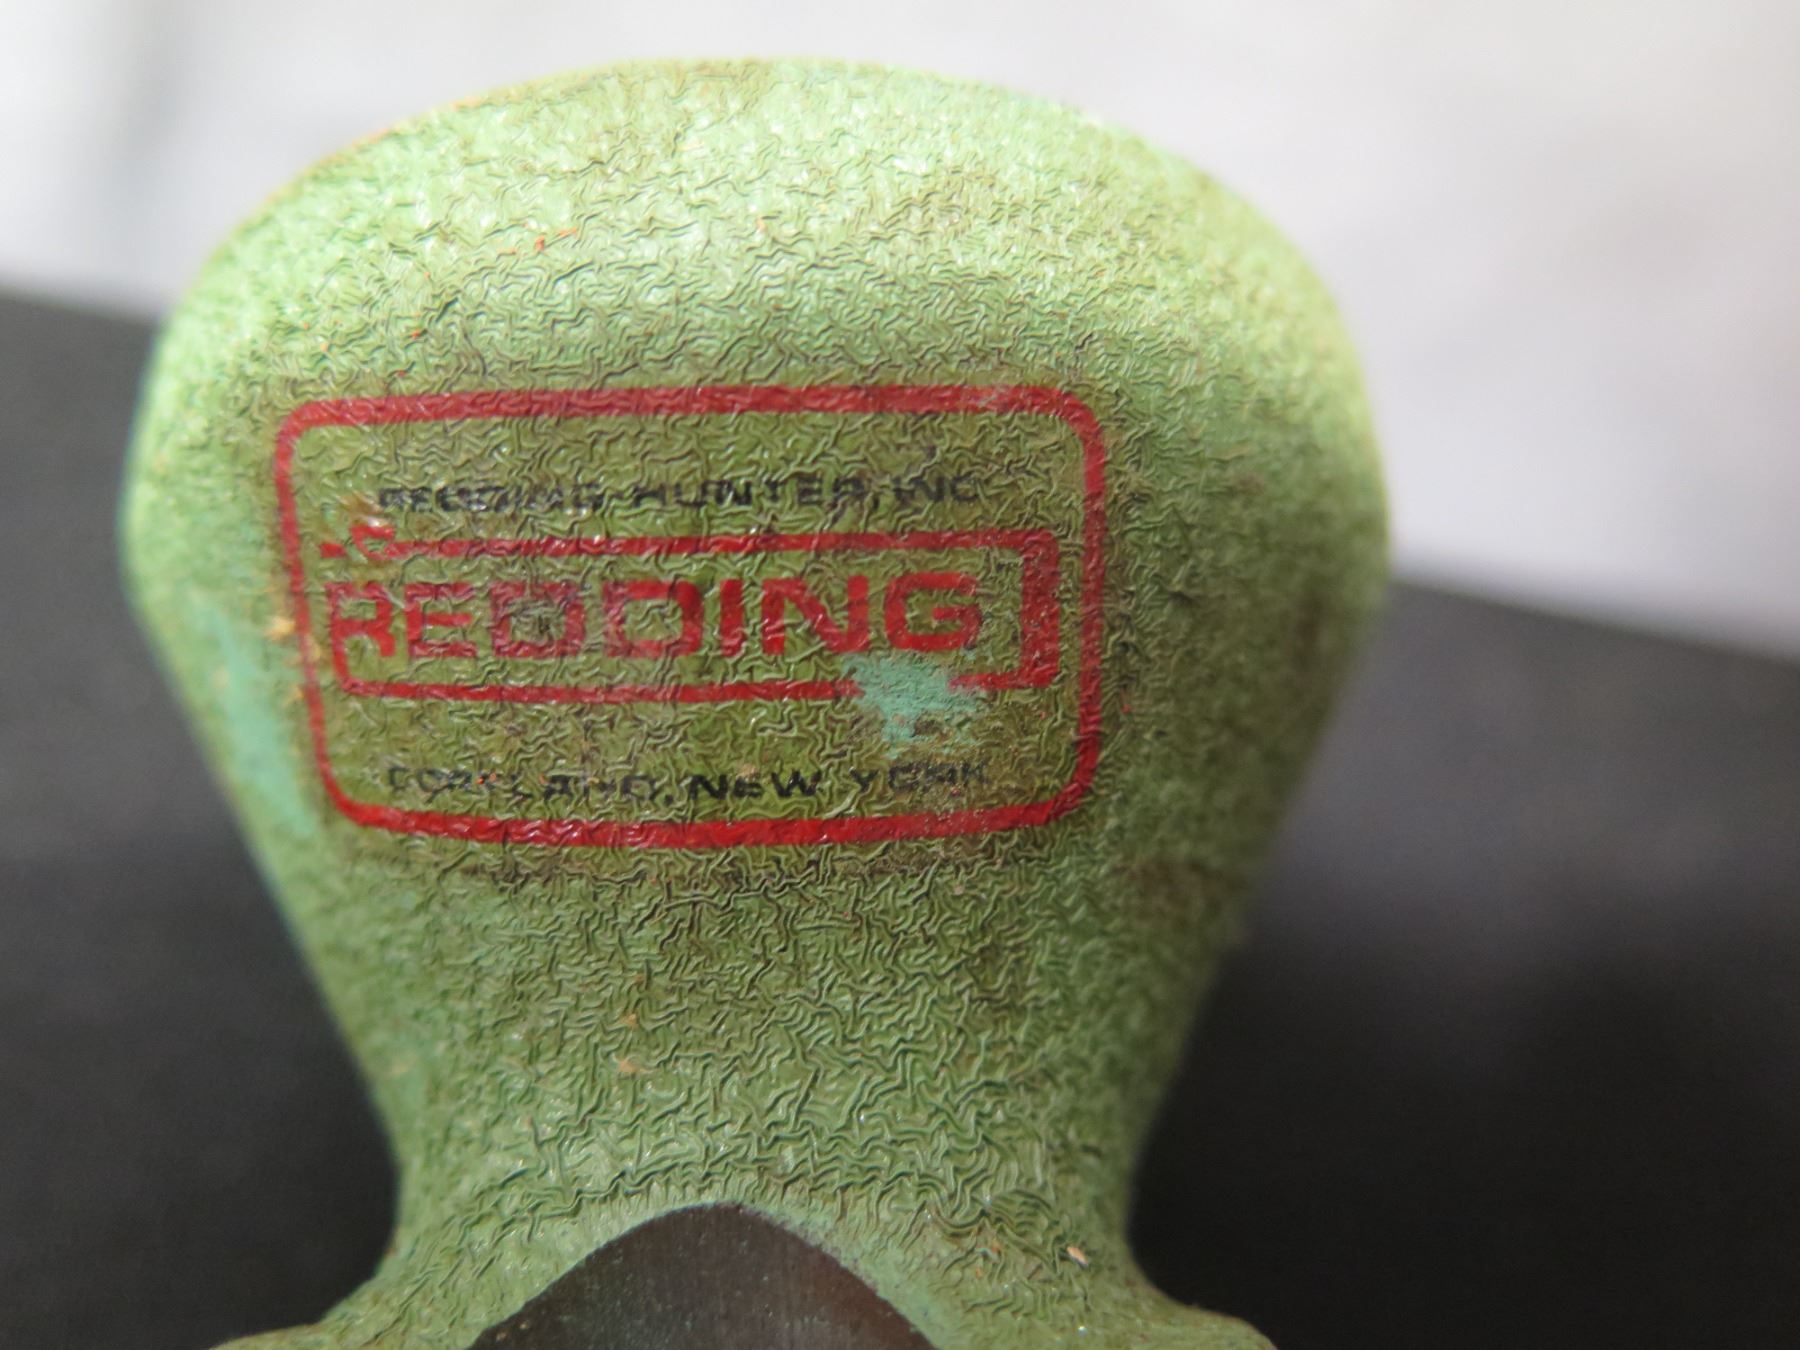 REDDING HUNTER, INC
REDDING
CORTLAND, NEW YORK